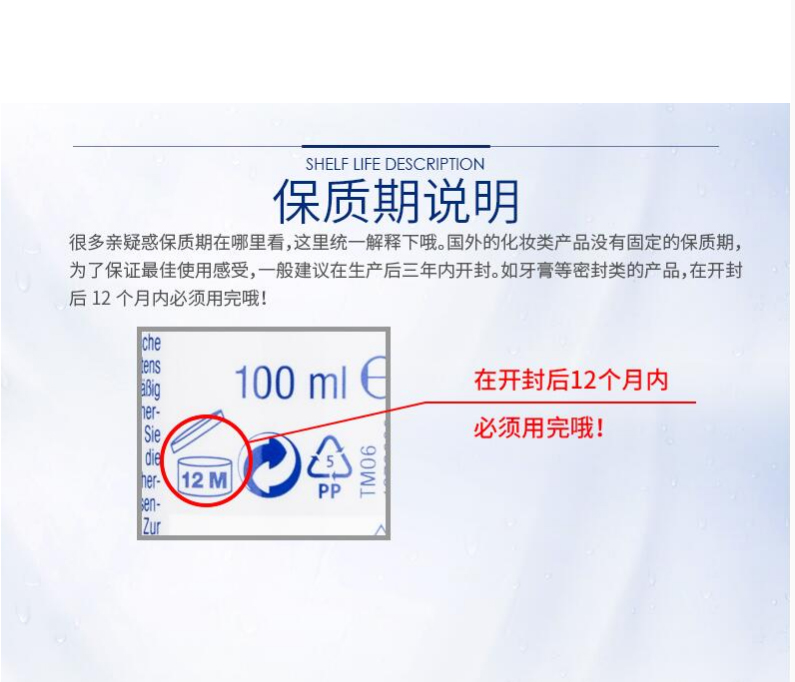 SHELF LIFE DESCRIPTION
保质期说明
很多亲疑惑保质期在哪里看,这里统一解释下哦。国外的化妆类产品没有固定的保质期,
为了保证最佳使用感受,一般建议在生产后三年内开封。如牙膏等密封类的产品,在开封
后 12 个月内必须用完哦!
che
tens
äßig
her-
Sie
die
her-
sen-
Zur
100 ml e
12 M
5
PP
TM06
在开封后12个月内
必须用完哦!